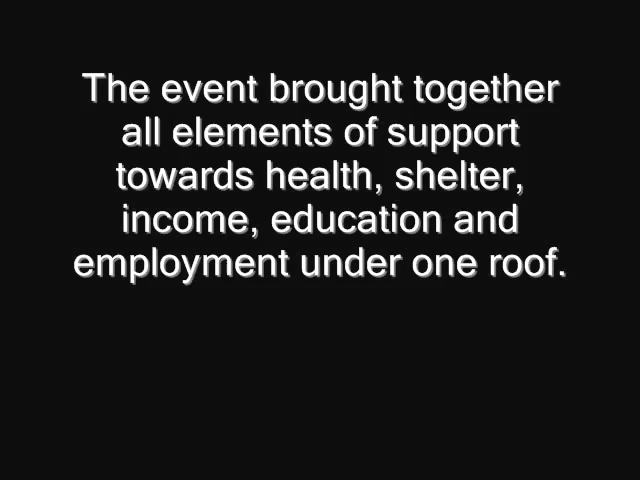 The event brought together
all elements of support
towards health, shelter,
income, education and
employment under one roof.